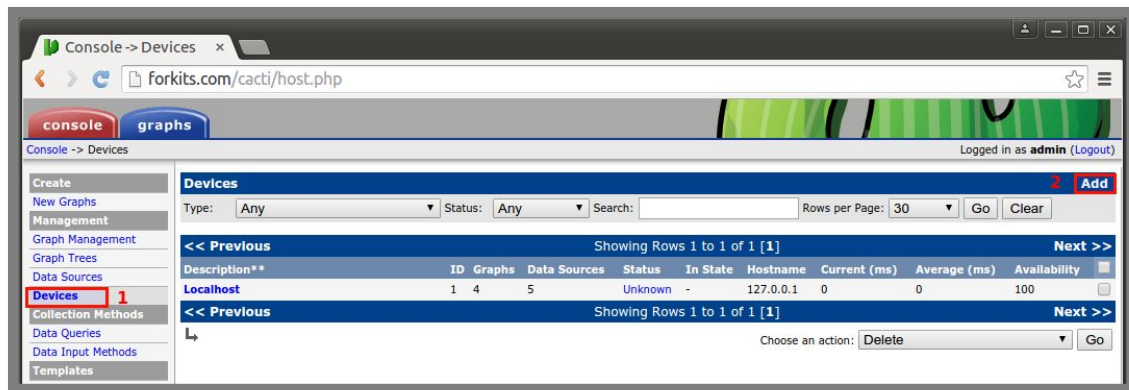 Console -> Devices ×
forkits.com/cacti/host.php
console graphs
Console -> Devices Logged in as admin (Logout)
Create
New Graphs
Management
Graph Management
Graph Trees
Data Sources
Devices 1
Collection Methods
Data Queries
Data Input Methods
Templates
Devices 2 Add
Type: Any Status: Any Search: Rows per Page: 30 Go Clear
<< Previous Showing Rows 1 to 1 of 1 [1] Next >>
Description** ID Graphs Data Sources Status In State Hostname Current (ms) Average (ms) Availability
Localhost 1 4 5 Unknown - 127.0.0.1 0 0 100
<< Previous Showing Rows 1 to 1 of 1 [1] Next >>
Choose an action: Delete Go